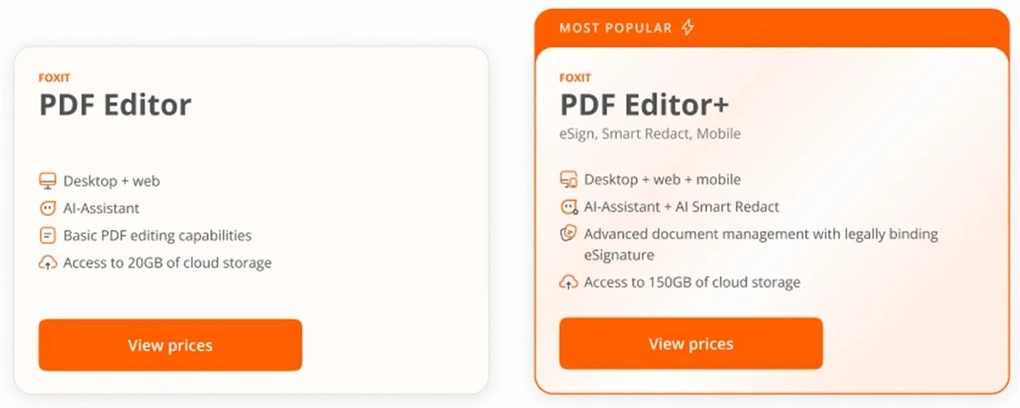 FOXIT
PDF Editor
Desktop + web
AI-Assistant
Basic PDF editing capabilities
Access to 20GB of cloud storage
View prices
MOST POPULAR
FOXIT
PDF Editor+
eSign, Smart Redact, Mobile
Desktop + web + mobile
AI-Assistant + AI Smart Redact
Advanced document management with legally binding
eSignature
Access to 150GB of cloud storage
View prices